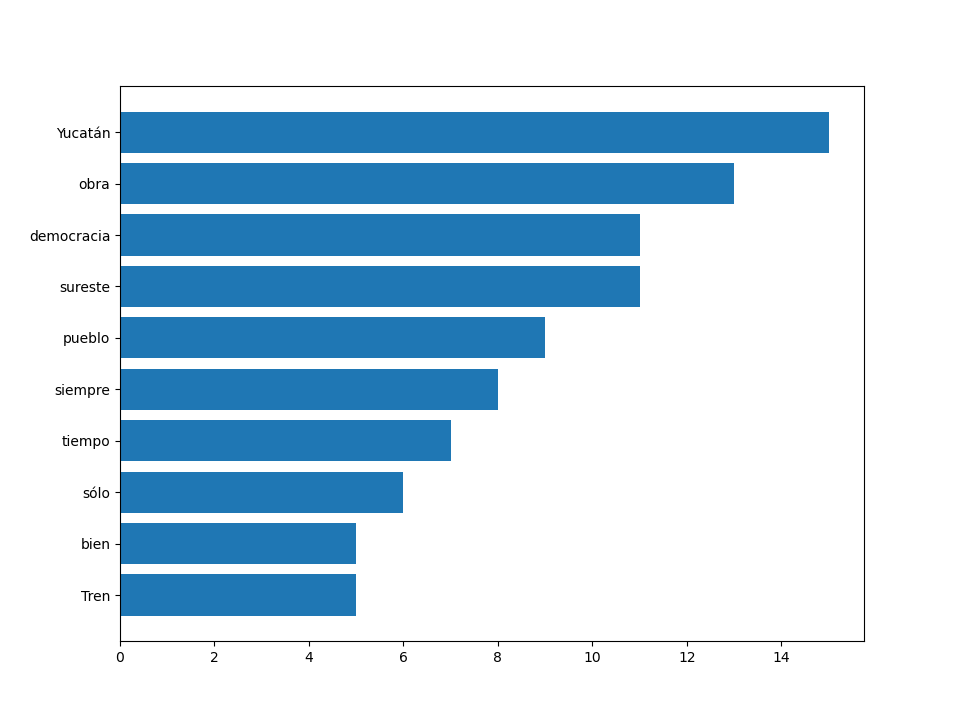 Yucatán
obra
democracia
sureste
pueblo
siempre
tiempo
sólo
bien
Tren
0 2 4 6 8 10 12 14